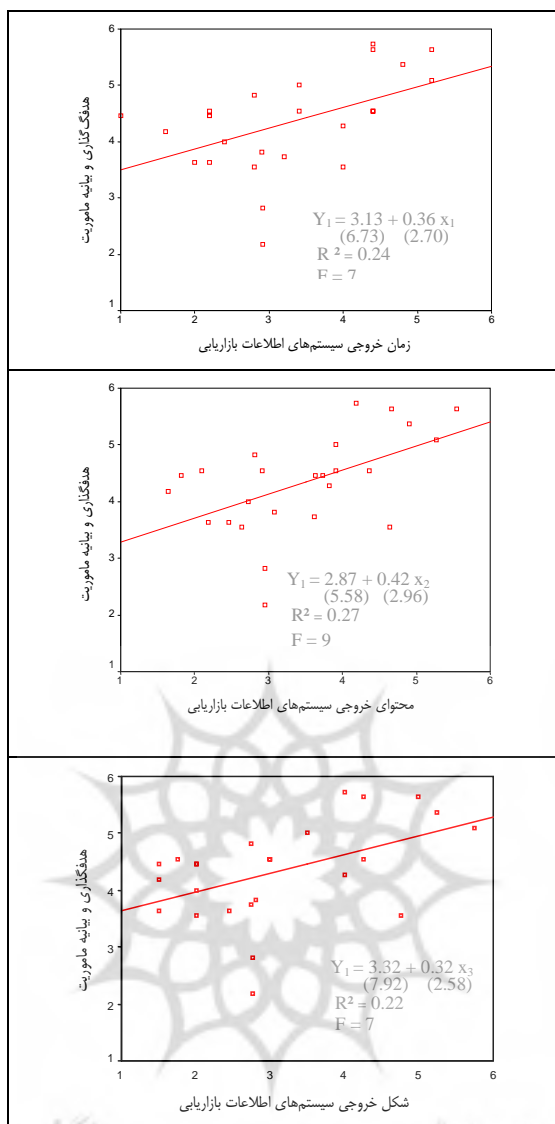 6
5
4
3
2
1
هدفگ‌گذاری و بیانیه ماموریت
Y₁ = 3.13 + 0.36 x₁
(6.73) (2.70)
R ² = 0.24
F = 7
1 2 3 4 5 6
زمان خروجی سیستم‌های اطلاعات بازاریابی
6
5
4
3
2
1
هدفگذاری و بیانیه ماموریت
Y₁ = 2.87 + 0.42 x₂
(5.58) (2.96)
R² = 0.27
F = 9
1 2 3 4 5 6
محتوای خروجی سیستم‌های اطلاعات بازاریابی
6
5
4
3
2
1
هدفگذاری و بیانیه ماموریت
Y₁ = 3.32 + 0.32 x₃
(7.92) (2.58)
R² = 0.22
F = 7
1 2 3 4 5 6
شکل خروجی سیستم‌های اطلاعات بازاریابی